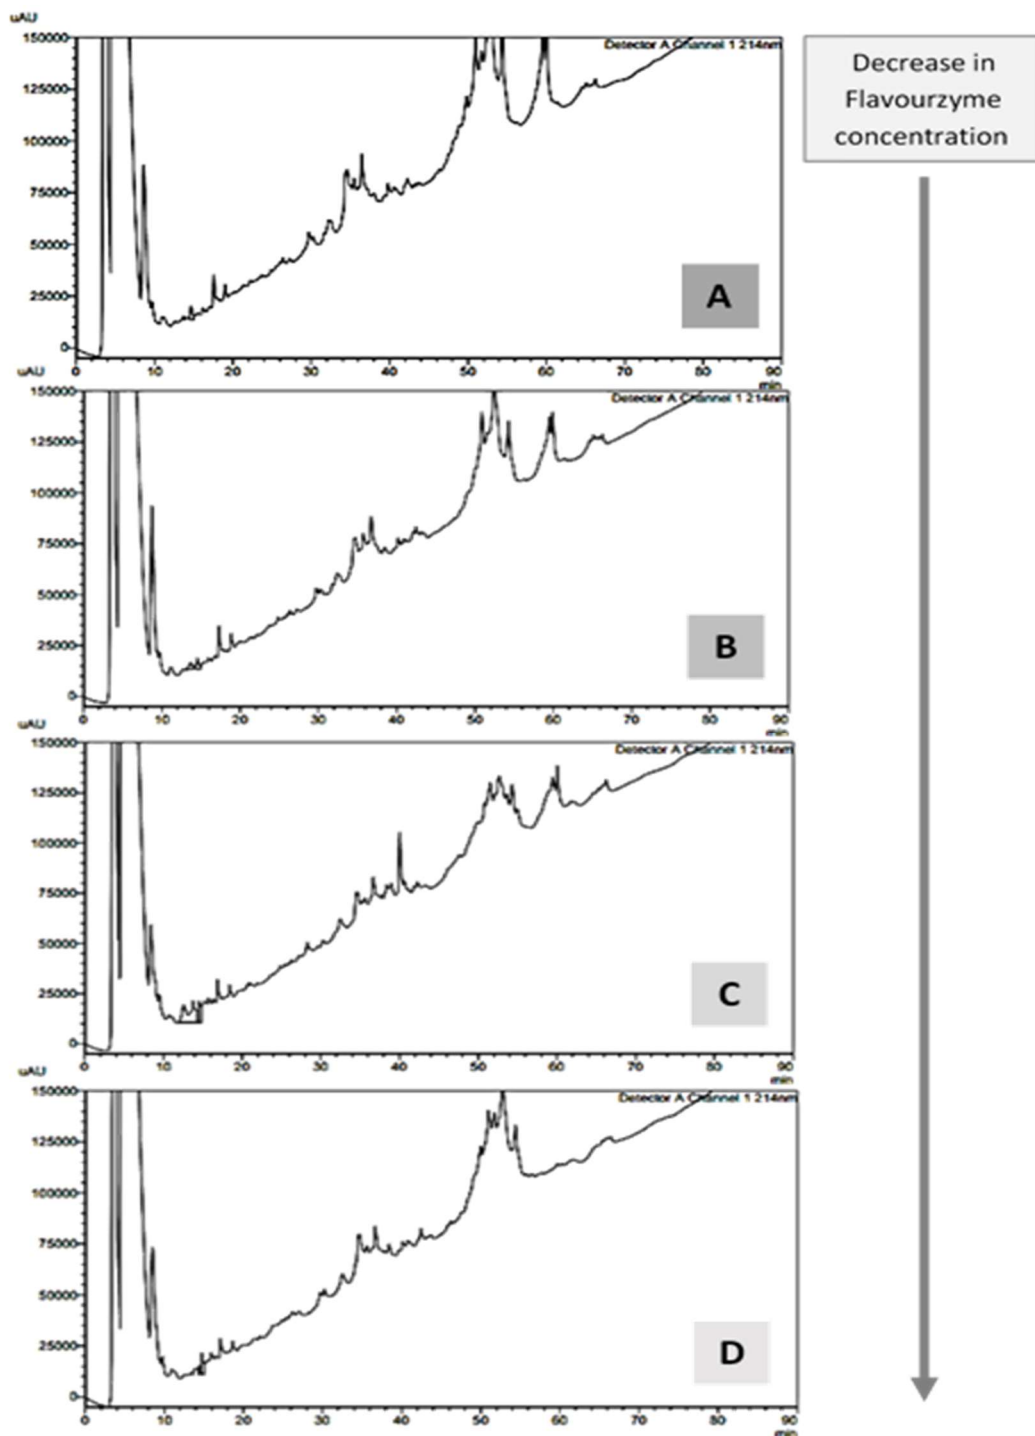 uAU
150000
Detector A Channel 1 214nm
125000
100000
75000
50000
25000
0
0 10 20 30 40 50 60 70 80 90
min
A
Decrease in
Flavourzyme
concentration
uAU
150000
Detector A Channel 1 214nm
125000
100000
75000
50000
25000
0
0 10 20 30 40 50 60 70 80 90
min
B
uAU
150000
Detector A Channel 1 214nm
125000
100000
75000
50000
25000
0
0 10 20 30 40 50 60 70 80 90
min
C
uAU
150000
Detector A Channel 1 214nm
125000
100000
75000
50000
25000
0
0 10 20 30 40 50 60 70 80 90
min
D